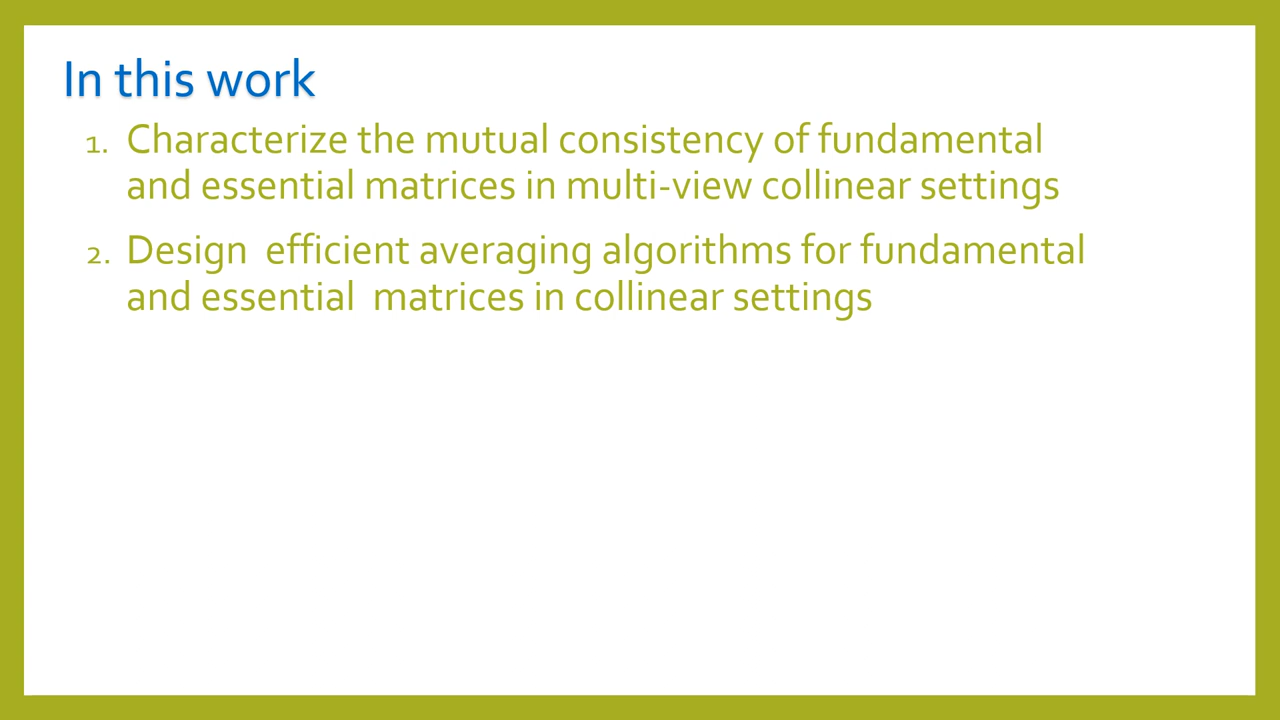 In this work
1. Characterize the mutual consistency of fundamental
and essential matrices in multi-view collinear settings
2. Design  efficient averaging algorithms for fundamental
and essential  matrices in collinear settings